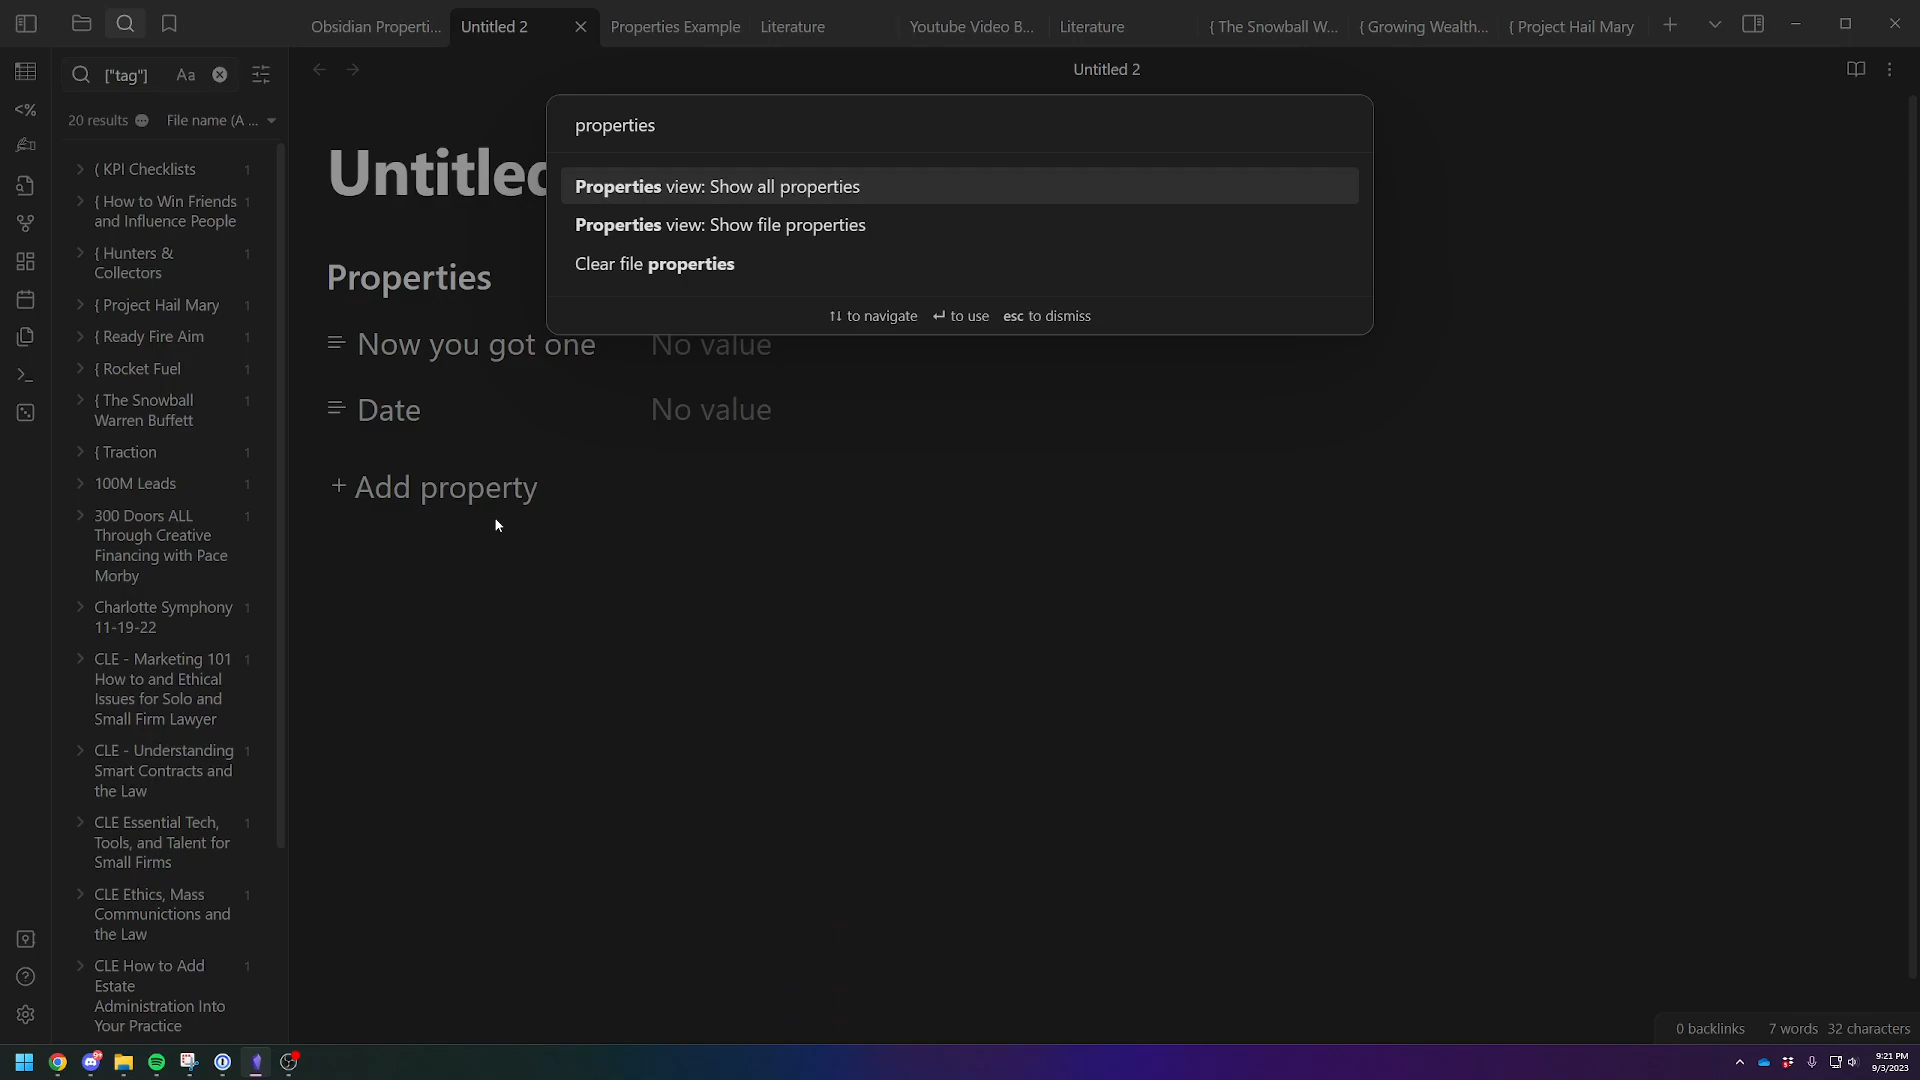 Obsidian Properti...
Untitled 2
Properties Example
Literature
Youtube Video B...
Literature
{ The Snowball W...
{ Growing Wealth...
{ Project Hail Mary
["tag"]
Aa
Untitled 2
20 results
File name (A ...
( KPI Checklists 1
{ How to Win Friends 1
and Influence People
{ Hunters & 1
Collectors
{ Project Hail Mary 1
{ Ready Fire Aim 1
{ Rocket Fuel 1
{ The Snowball 1
Warren Buffett
{ Traction 1
100M Leads 1
300 Doors ALL 1
Through Creative
Financing with Pace
Morby
Charlotte Symphony 1
11-19-22
CLE - Marketing 101 1
How to and Ethical
Issues for Solo and
Small Firm Lawyer
CLE - Understanding 1
Smart Contracts and
the Law
CLE Essential Tech, 1
Tools, and Talent for
Small Firms
CLE Ethics, Mass 1
Communictions and
the Law
CLE How to Add 1
Estate
Administration Into
Your Practice
properties
Properties view: Show all properties
Properties view: Show file properties
Clear file properties
↑↓ to navigate ↵ to use esc to dismiss
Untitled
Properties
Now you got one No value
Date No value
+ Add property
0 backlinks 7 words 32 characters
9:21 PM
9/3/2023